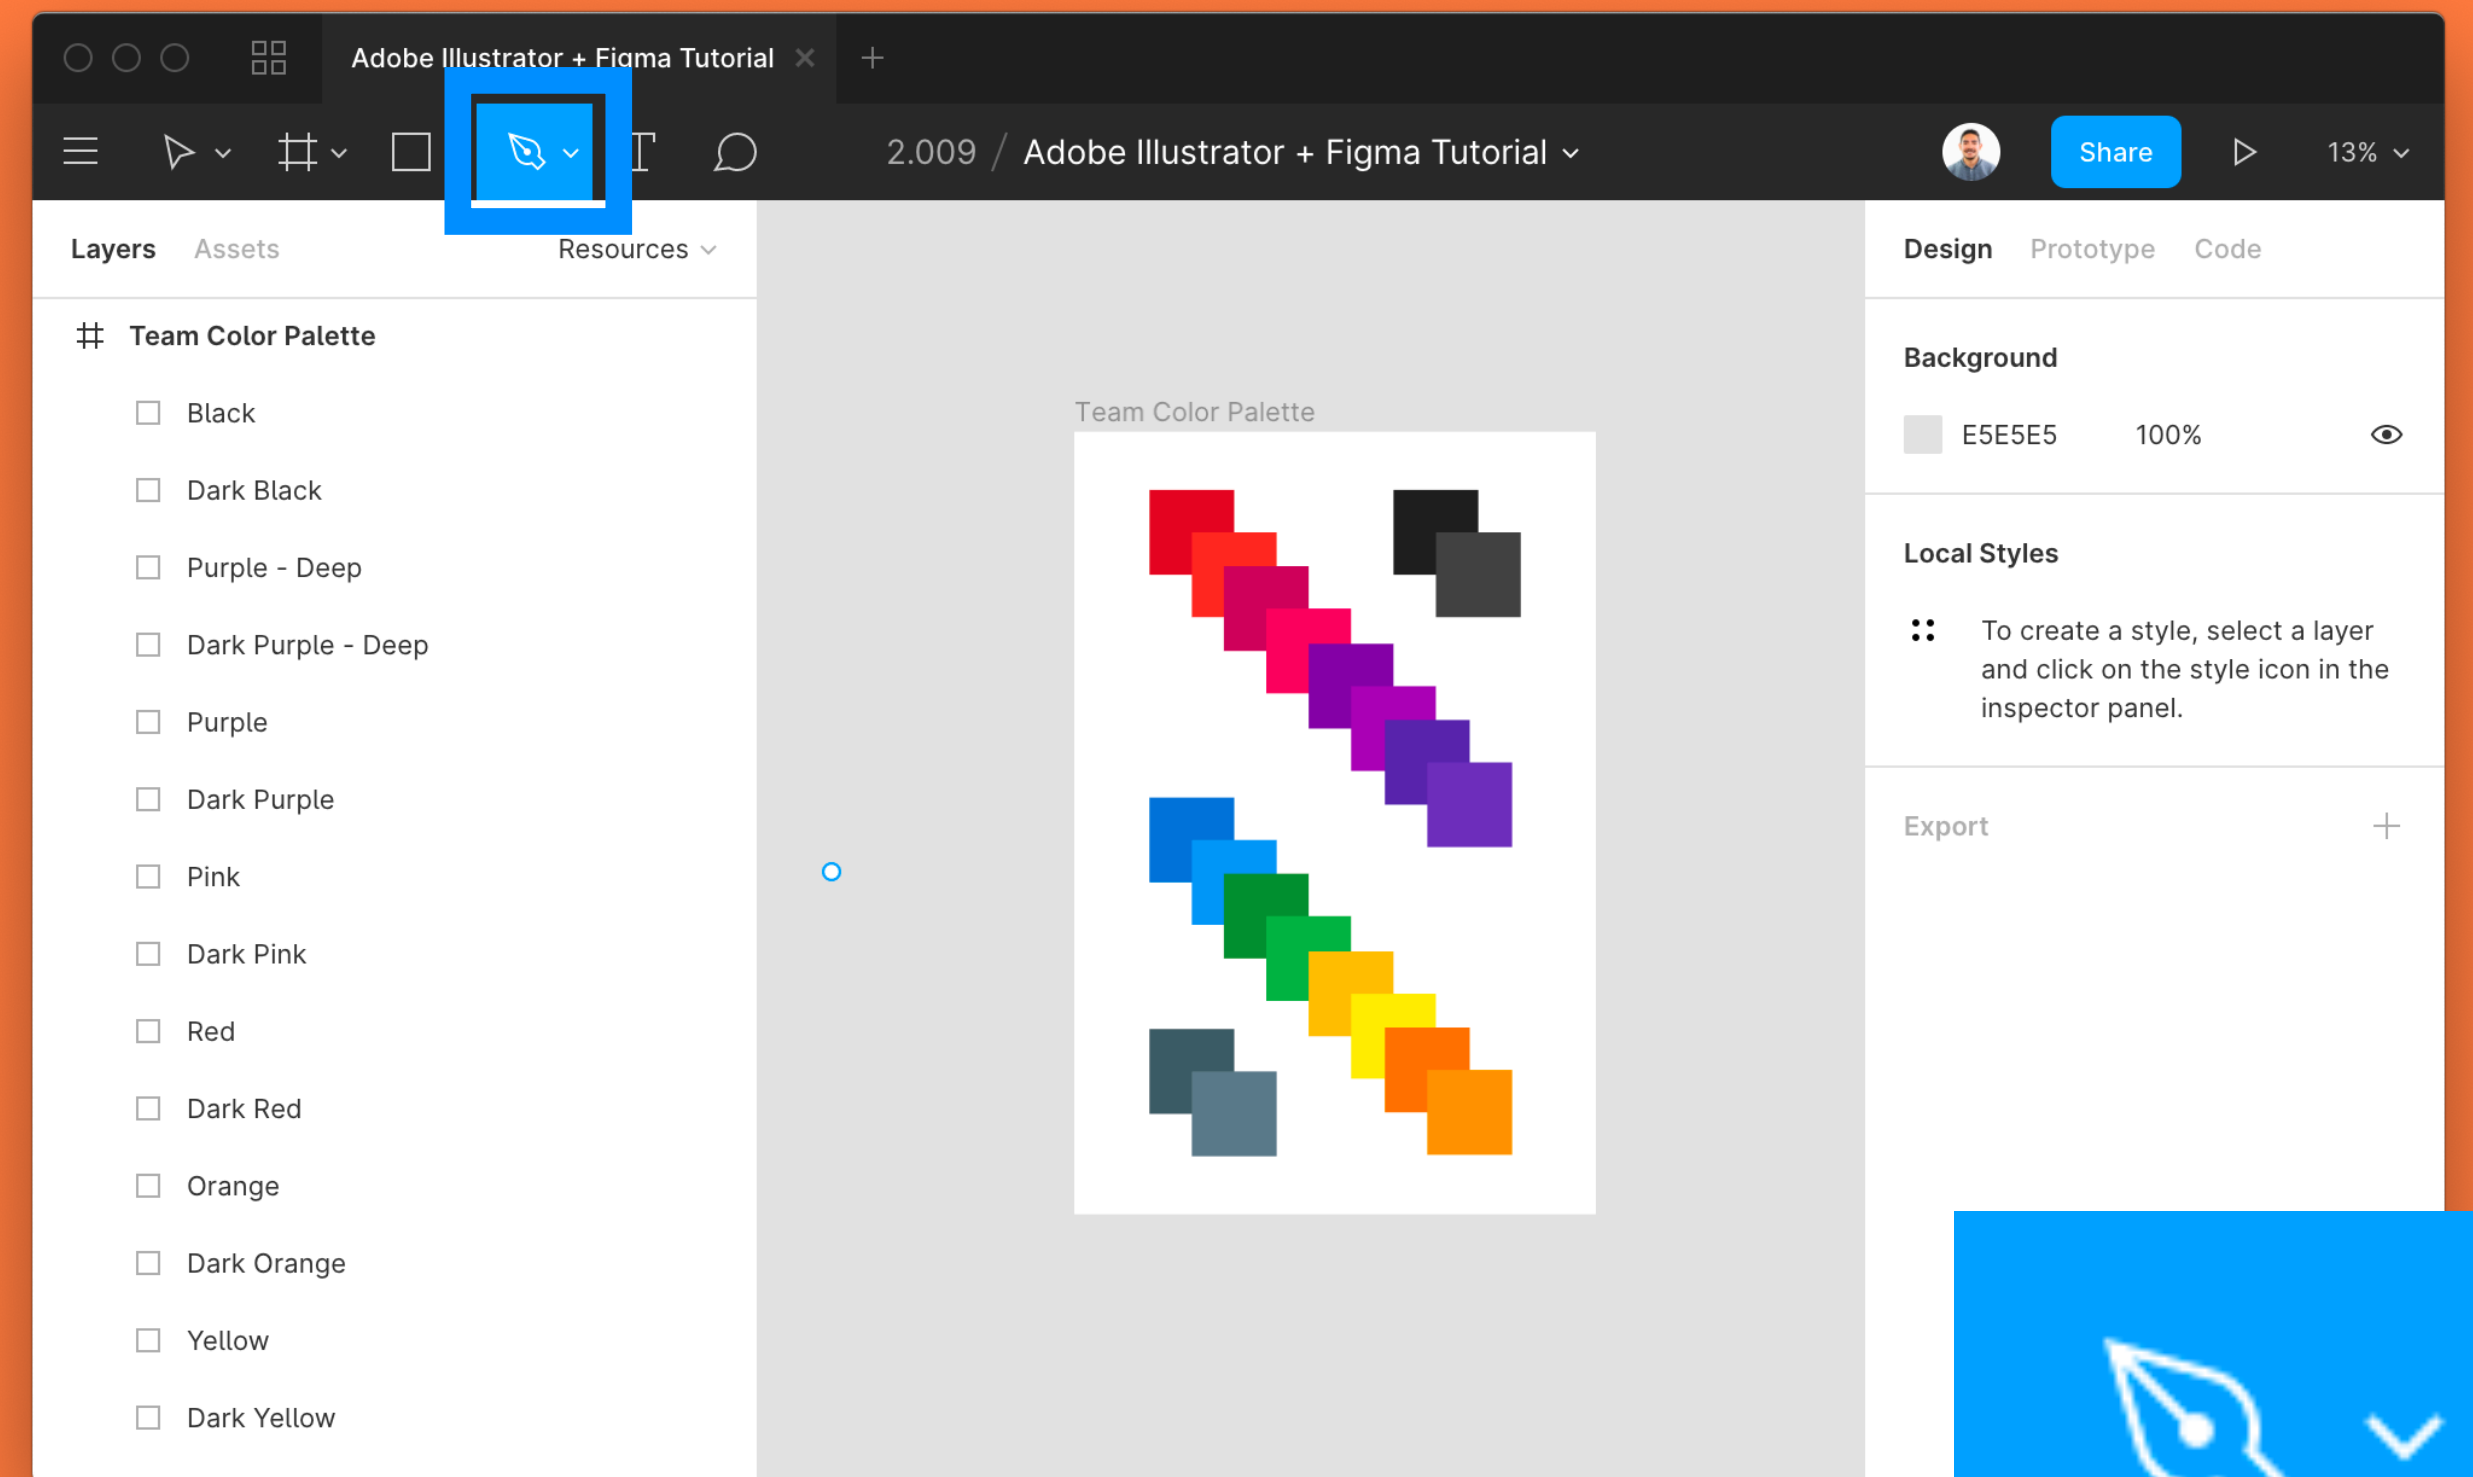 Adobe Illustrator + Figma Tutorial
2.009 / Adobe Illustrator + Figma Tutorial
Share
13%
Layers
Assets
Resources
Team Color Palette
Black
Dark Black
Purple - Deep
Dark Purple - Deep
Purple
Dark Purple
Pink
Dark Pink
Red
Dark Red
Orange
Dark Orange
Yellow
Dark Yellow
Team Color Palette
Design
Prototype
Code
Background
E5E5E5
100%
Local Styles
To create a style, select a layer
and click on the style icon in the
inspector panel.
Export